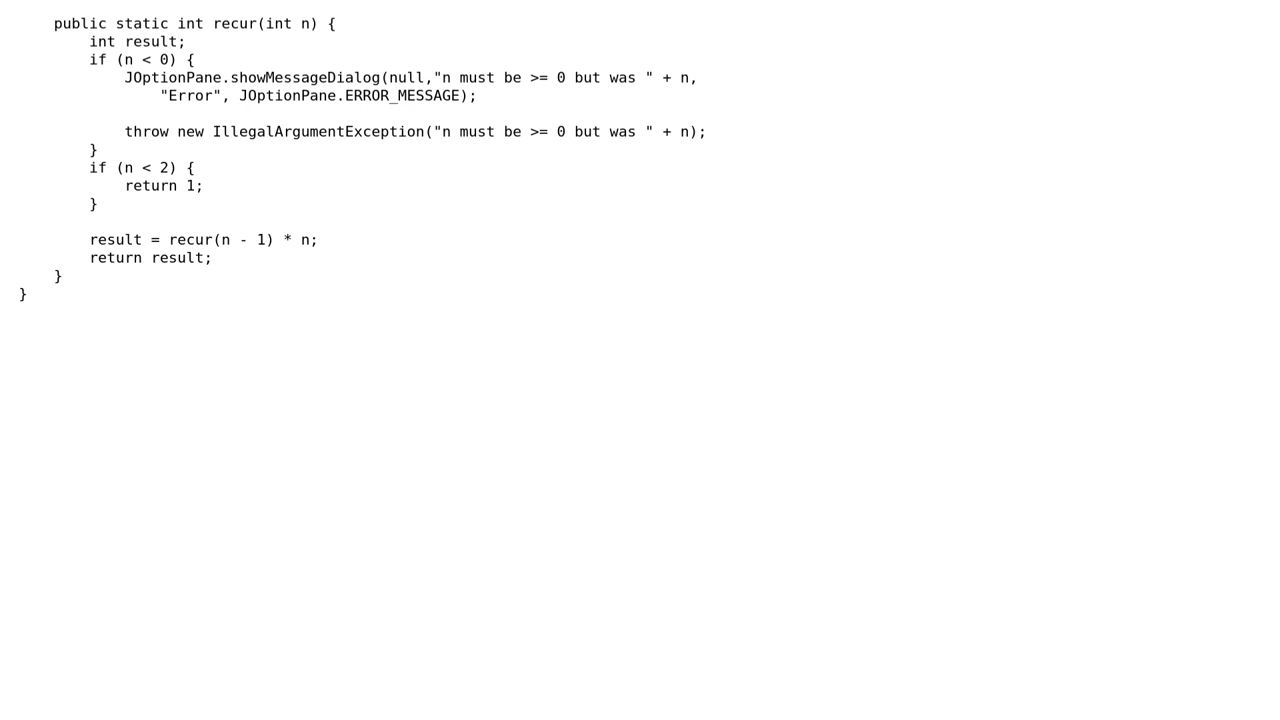 public static int recur(int n) {
        int result;
        if (n < 0) {
            JOptionPane.showMessageDialog(null,"n must be >= 0 but was " + n,
                "Error", JOptionPane.ERROR_MESSAGE);

            throw new IllegalArgumentException("n must be >= 0 but was " + n);
        }
        if (n < 2) {
            return 1;
        }

        result = recur(n - 1) * n;
        return result;
    }
}